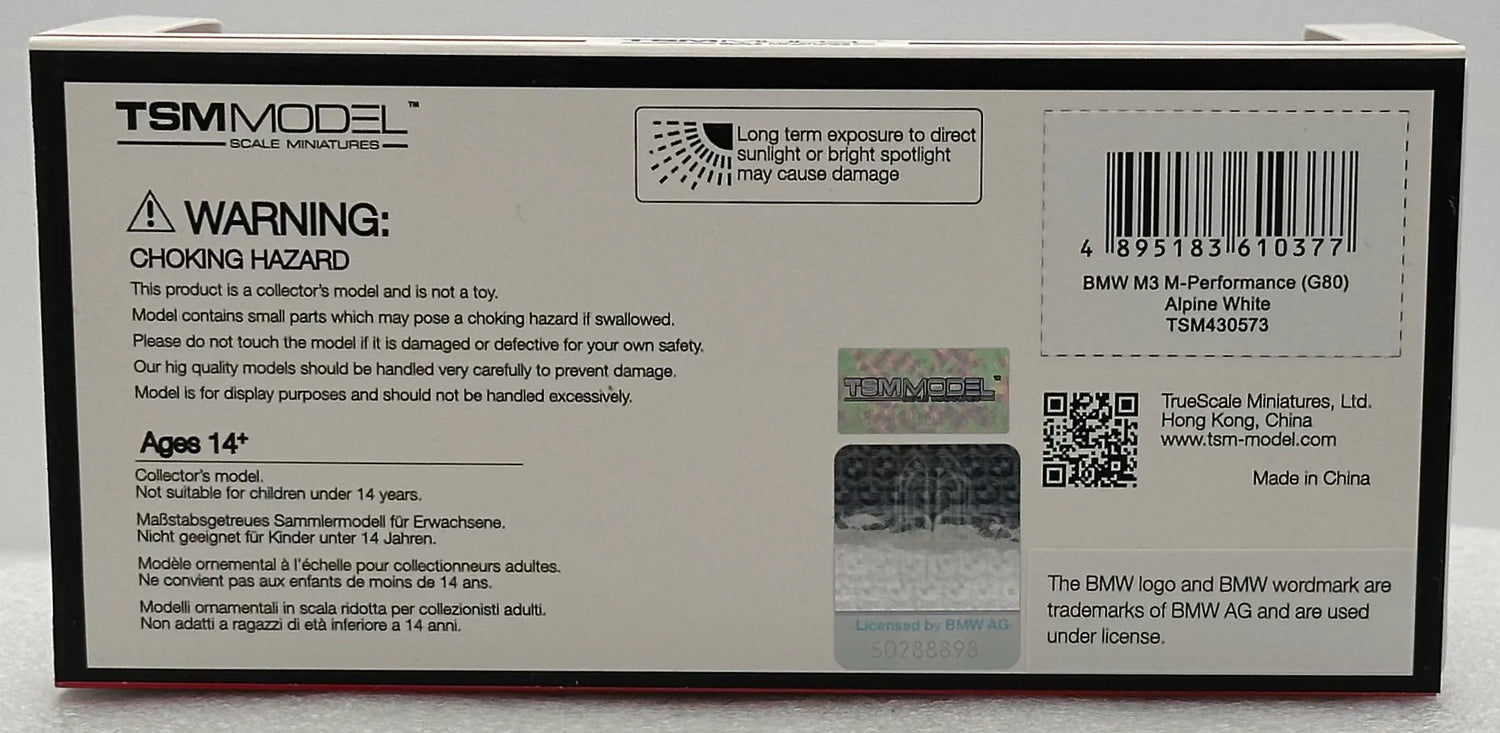 TSMMODEL™
SCALE MINIATURES
Long term exposure to direct
sunlight or bright spotlight
may cause damage
WARNING:
CHOKING HAZARD
This product is a collector's model and is not a toy.
Model contains small parts which may pose a choking hazard if swallowed.
Please do not touch the model if it is damaged or defective for your own safety.
Our hig quality models should be handled very carefully to prevent damage.
Model is for display purposes and should not be handled excessively.
Ages 14+
Collector's model.
Not suitable for children under 14 years.
Maßstabsgetreues Sammlermodell für Erwachsene.
Nicht geeignet für Kinder unter 14 Jahren.
Modèle ornemental à l'échelle pour collectionneurs adultes.
Ne convient pas aux enfants de moins de 14 ans.
Modelli ornamentali in scala ridotta per collezionisti adulti.
Non adatti a ragazzi di età inferiore a 14 anni.
4 895183 610377
BMW M3 M-Performance (G80)
Alpine White
TSM430573
TSMMODEL™
Licensed by BMW AG
50288898
TrueScale Miniatures, Ltd.
Hong Kong, China
www.tsm-model.com
Made in China
The BMW logo and BMW wordmark are
trademarks of BMW AG and are used
under license.